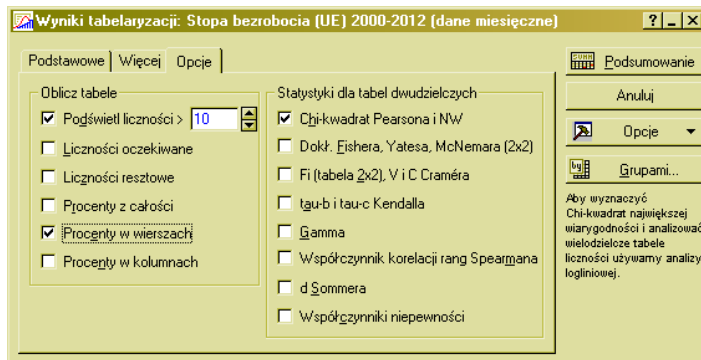 Wyniki tabelaryzacji: Stopa bezrobocia (UE) 2000-2012 (dane miesięczne)
Podstawowe Więcej Opcje
Oblicz tabele
Podświetl liczności > 10
Liczności oczekiwane
Liczności resztowe
Procenty z całości
Procenty w wierszach
Procenty w kolumnach
Statystyki dla tabel dwudzielczych
Chi-kwadrat Pearsona i NW
Dokł. Fishera, Yatesa, McNemara (2x2)
Fi (tabela 2x2), V i C Craméra
tau-b i tau-c Kendalla
Gamma
Współczynnik korelacji rang Spearmana
d Sommera
Współczynniki niepewności
Podsumowanie
Anuluj
Opcje
Grupami...
Aby wyznaczyć
Chi-kwadrat największej
wiarygodności i analizować
wielodzielcze tabele
liczności używamy analizy
logliniowej.